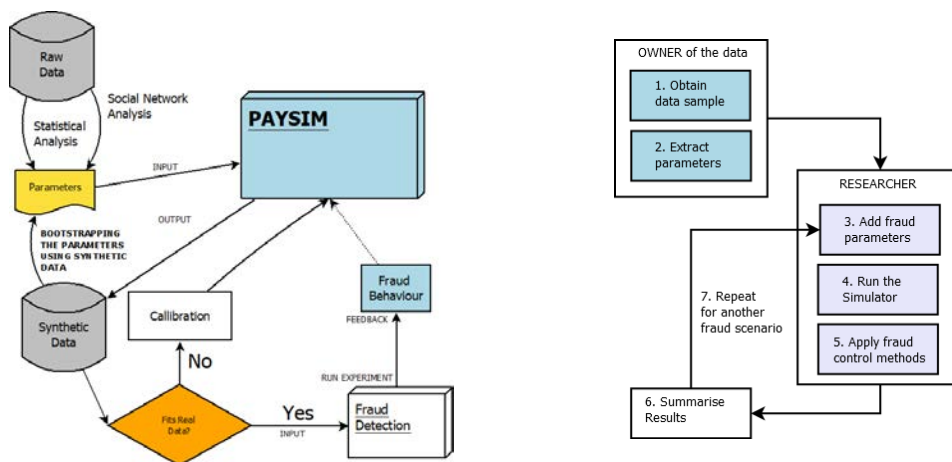 Raw
Data
Social Network
Analysis
Statistical
Analysis
PAYSIM
INPUT
Parameters
OUTPUT
BOOTSTRAPPING
THE PARAMETERS
USING SYNTHETIC
DATA
Fraud
Behaviour
Callibration
Synthetic
Data
FEEDBACK
No
RUN EXPERIMENT
Fits Real
Data?
Yes
INPUT
Fraud
Detection
OWNER of the data
1. Obtain
data sample
2. Extract
parameters
RESEARCHER
3. Add fraud
parameters
4. Run the
Simulator
5. Apply fraud
control methods
7. Repeat
for another
fraud scenario
6. Summarise
Results